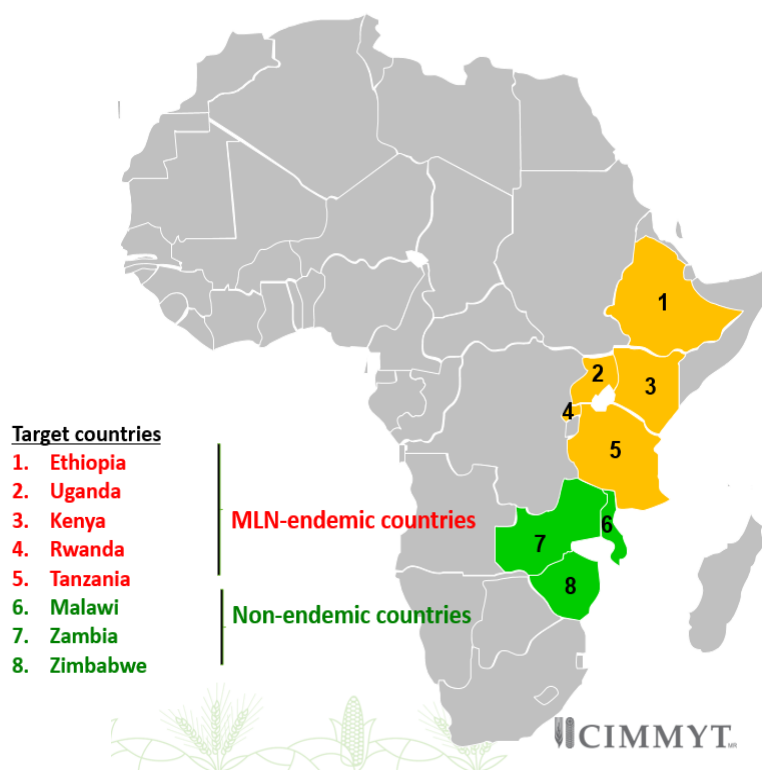 1
2
3
4
5
6
7
8
Target countries
1. Ethiopia
2. Uganda
3. Kenya
4. Rwanda
5. Tanzania
6. Malawi
7. Zambia
8. Zimbabwe
MLN-endemic countries
Non-endemic countries
CIMMYT MR